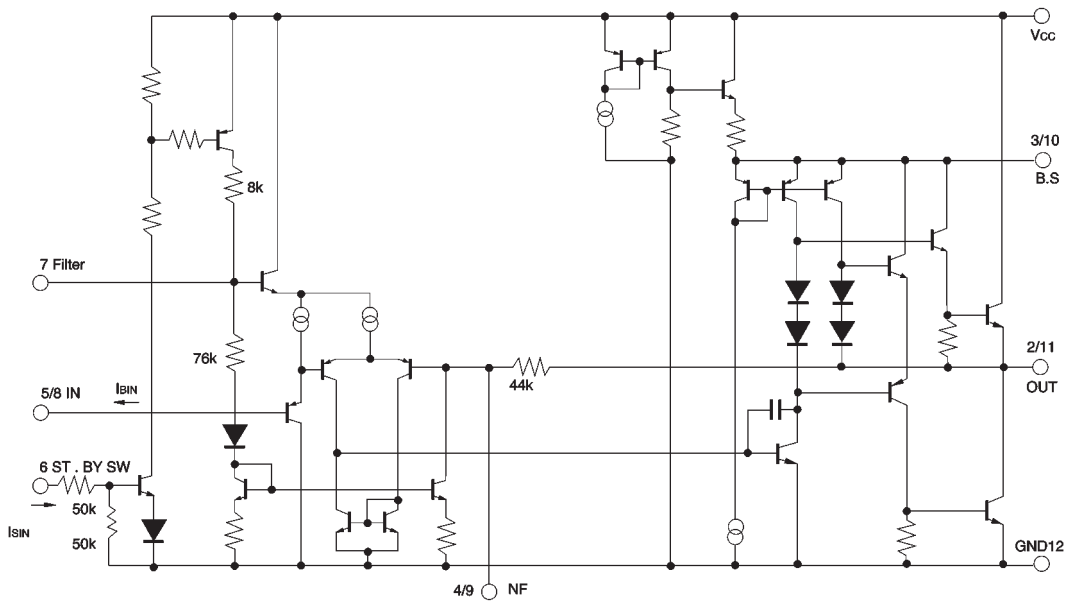 Vcc
3/10
B.S
8k
7 Filter
76k
2/11
44k
OUT
IBIN
5/8 IN
6 ST . BY SW
50k
ISIN
50k
GND12
4/9 NF